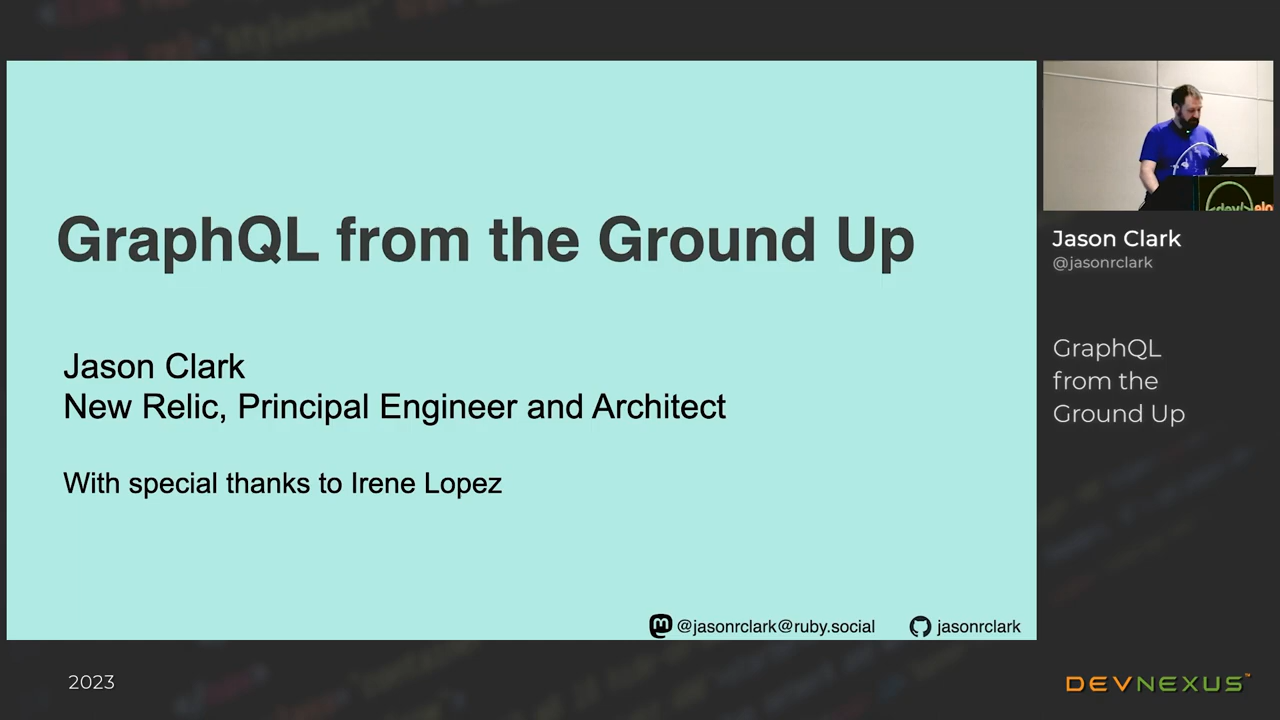 GraphQL from the Ground Up
Jason Clark
New Relic, Principal Engineer and Architect
With special thanks to Irene Lopez
@jasonrclark@ruby.social
jasonrclark
Jason Clark
@jasonrclark
GraphQL
from the
Ground Up
2023
DEVNEXUS™